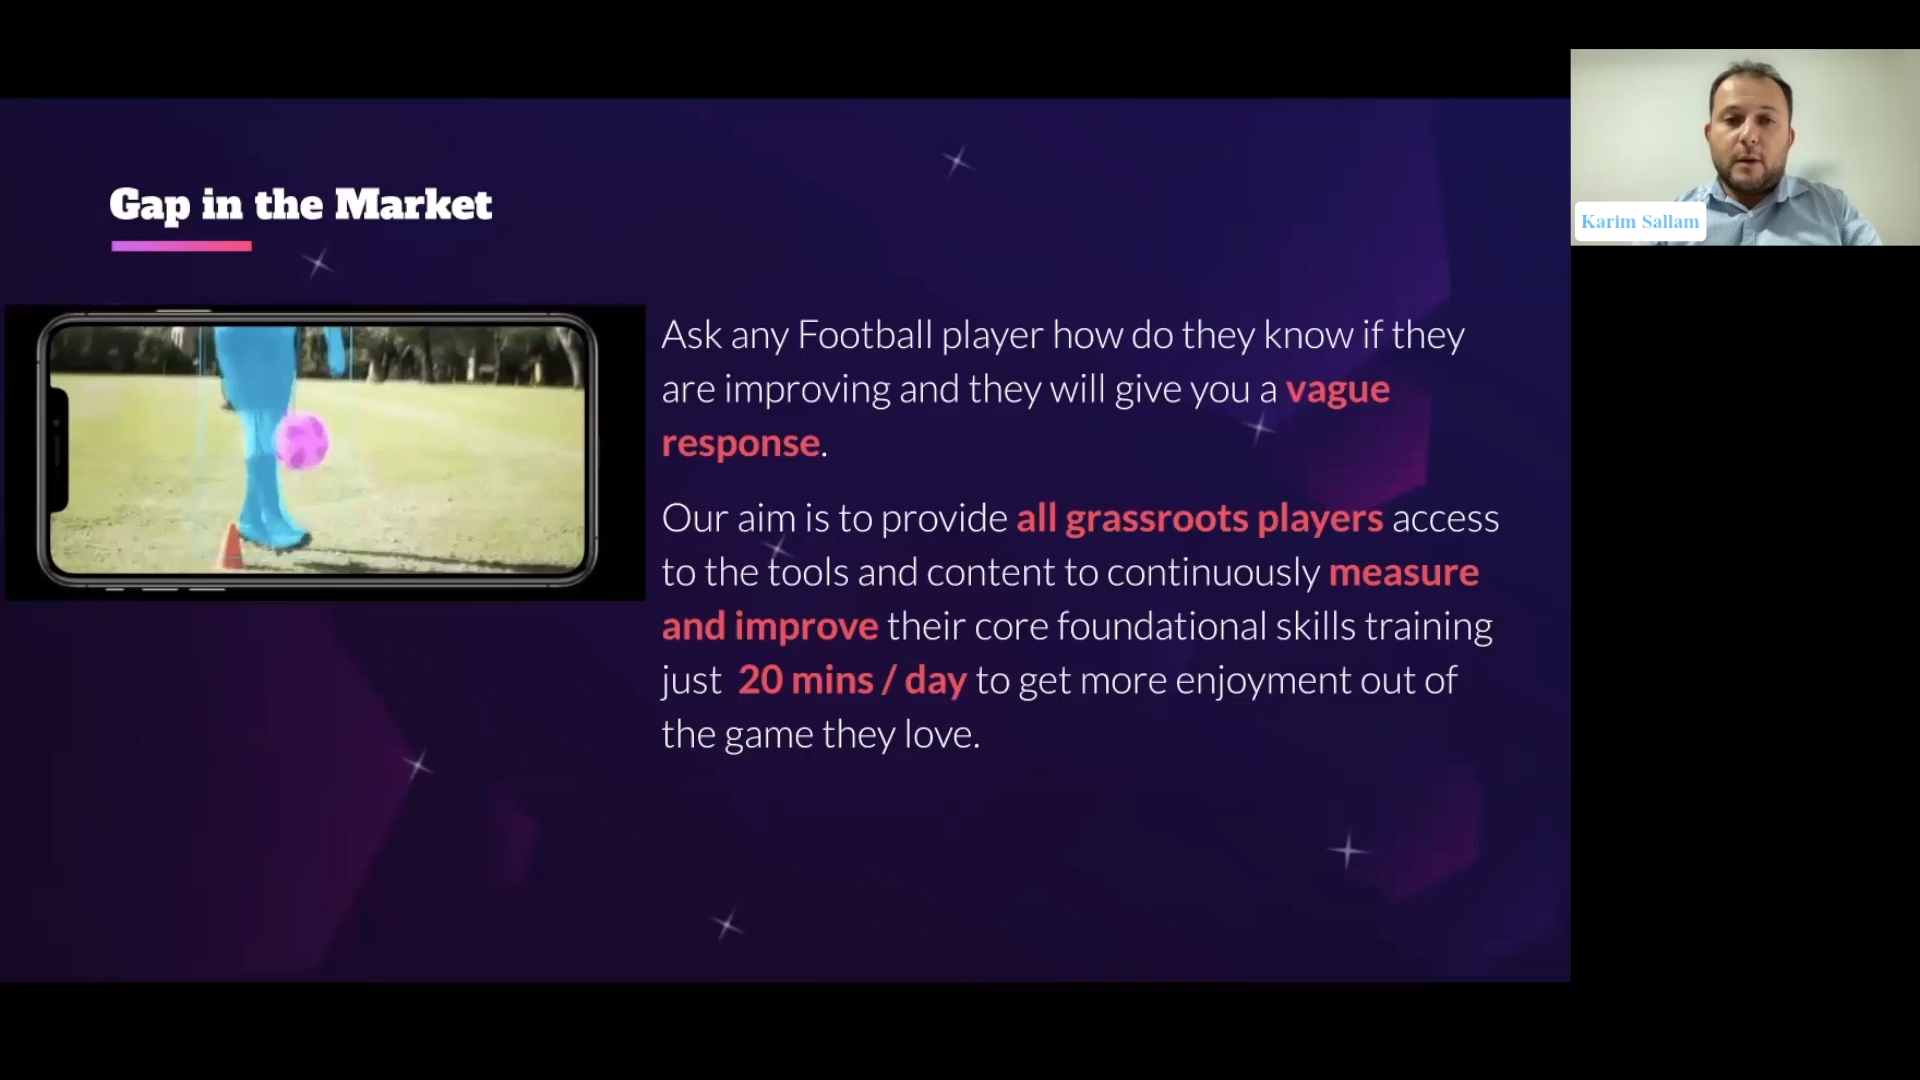 Gap in the Market
Karim Sallam
Ask any Football player how do they know if they
are improving and they will give you a vague
response.
Our aim is to provide all grassroots players access
to the tools and content to continuously measure
and improve their core foundational skills training
just 20 mins / day to get more enjoyment out of
the game they love.